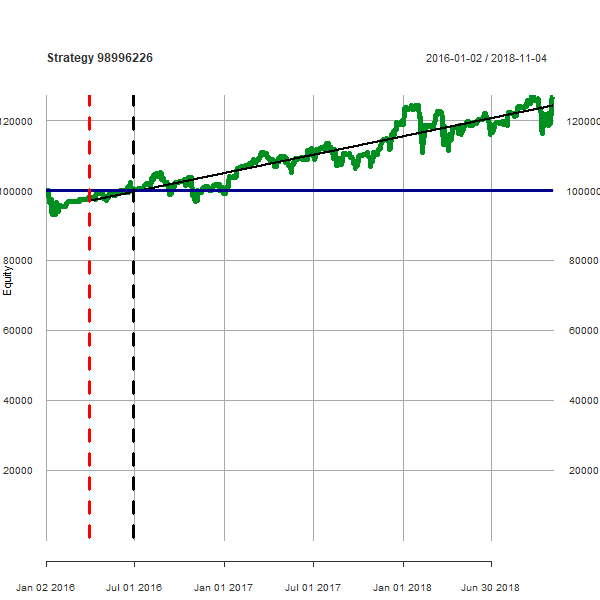 Strategy 98996226
2016-01-02 / 2018-11-04
120000
120000
100000
100000
80000
80000
Equity
60000
60000
40000
40000
20000
20000
Jan 02 2016
Jul 01 2016
Jan 01 2017
Jul 01 2017
Jan 01 2018
Jun 30 2018